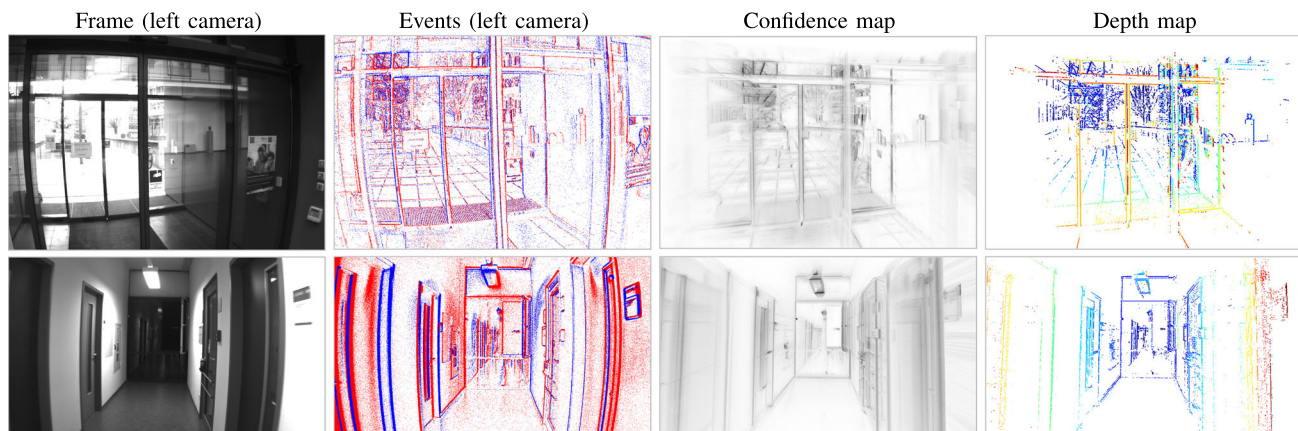 Frame (left camera)
Events (left camera)
Confidence map
Depth map